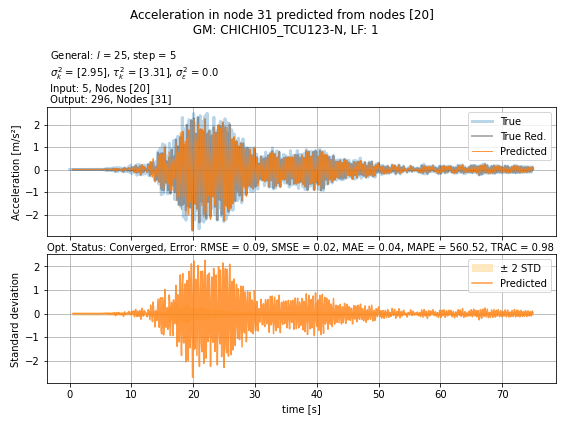 Acceleration in node 31 predicted from nodes [20]
GM: CHICHI05_TCU123-N, LF: 1
General: l = 25, step = 5
σ²ₖ = [2.95], τ²ₖ = [3.31], σ²ε = 0.0
Input: 5, Nodes [20]
Output: 296, Nodes [31]
Acceleration [m/s²]
2
1
0
−1
−2
True
True Red.
Predicted
Opt. Status: Converged, Error: RMSE = 0.09, SMSE = 0.02, MAE = 0.04, MAPE = 560.52, TRAC = 0.98
Standard deviation
2
1
0
−1
−2
± 2 STD
Predicted
0 10 20 30 40 50 60 70
time [s]